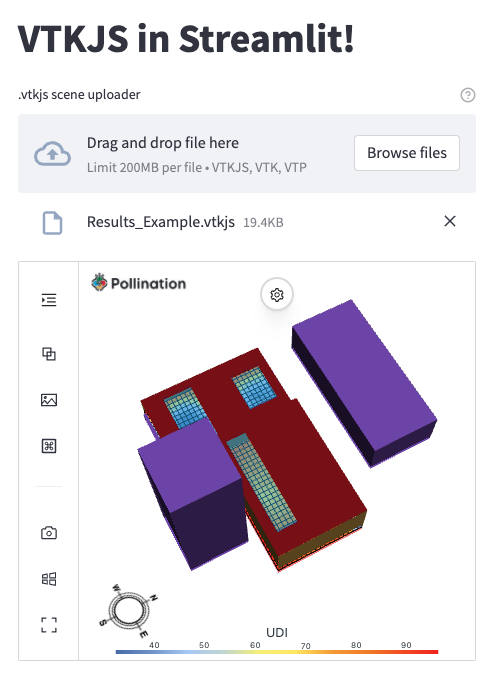 VTKJS in Streamlit!
.vtkjs scene uploader
Drag and drop file here
Limit 200MB per file • VTKJS, VTK, VTP
Browse files
Results_Example.vtkjs 19.4KB
Pollination
W
N
S
E
UDI
40 50 60 70 80 90